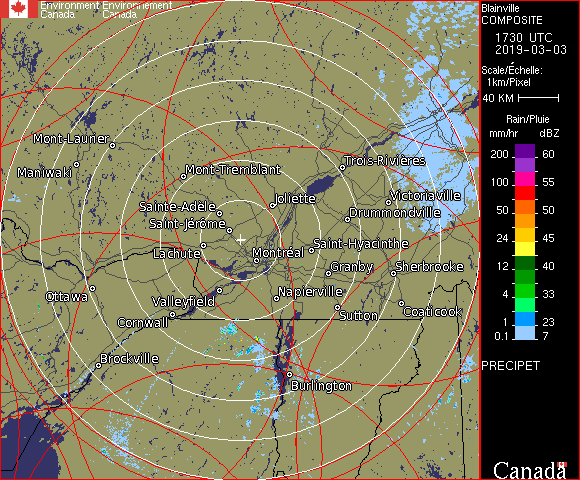 Environment Environnement
Canada Canada
Blainville
COMPOSITE
1730 UTC
2019-03-03
Scale/Échelle:
1km/Pixel
40 KM
Rain/Pluie
mm/hr dBZ
200 60
100 55
50 50
24 45
12 40
4 33
1 23
0.1 7
PRECIPET
Canada
Mont-Laurier
Maniwaki
Mont-Tremblant
Trois-Rivières
Sainte-Adèle
Joliette
Victoriaville
Saint-Jérôme
Drummondville
Lachute
Montréal
Saint-Hyacinthe
Granby
Sherbrooke
Ottawa
Valleyfield
Napierville
Cornwall
Sutton
Coaticook
Brockville
Burlington